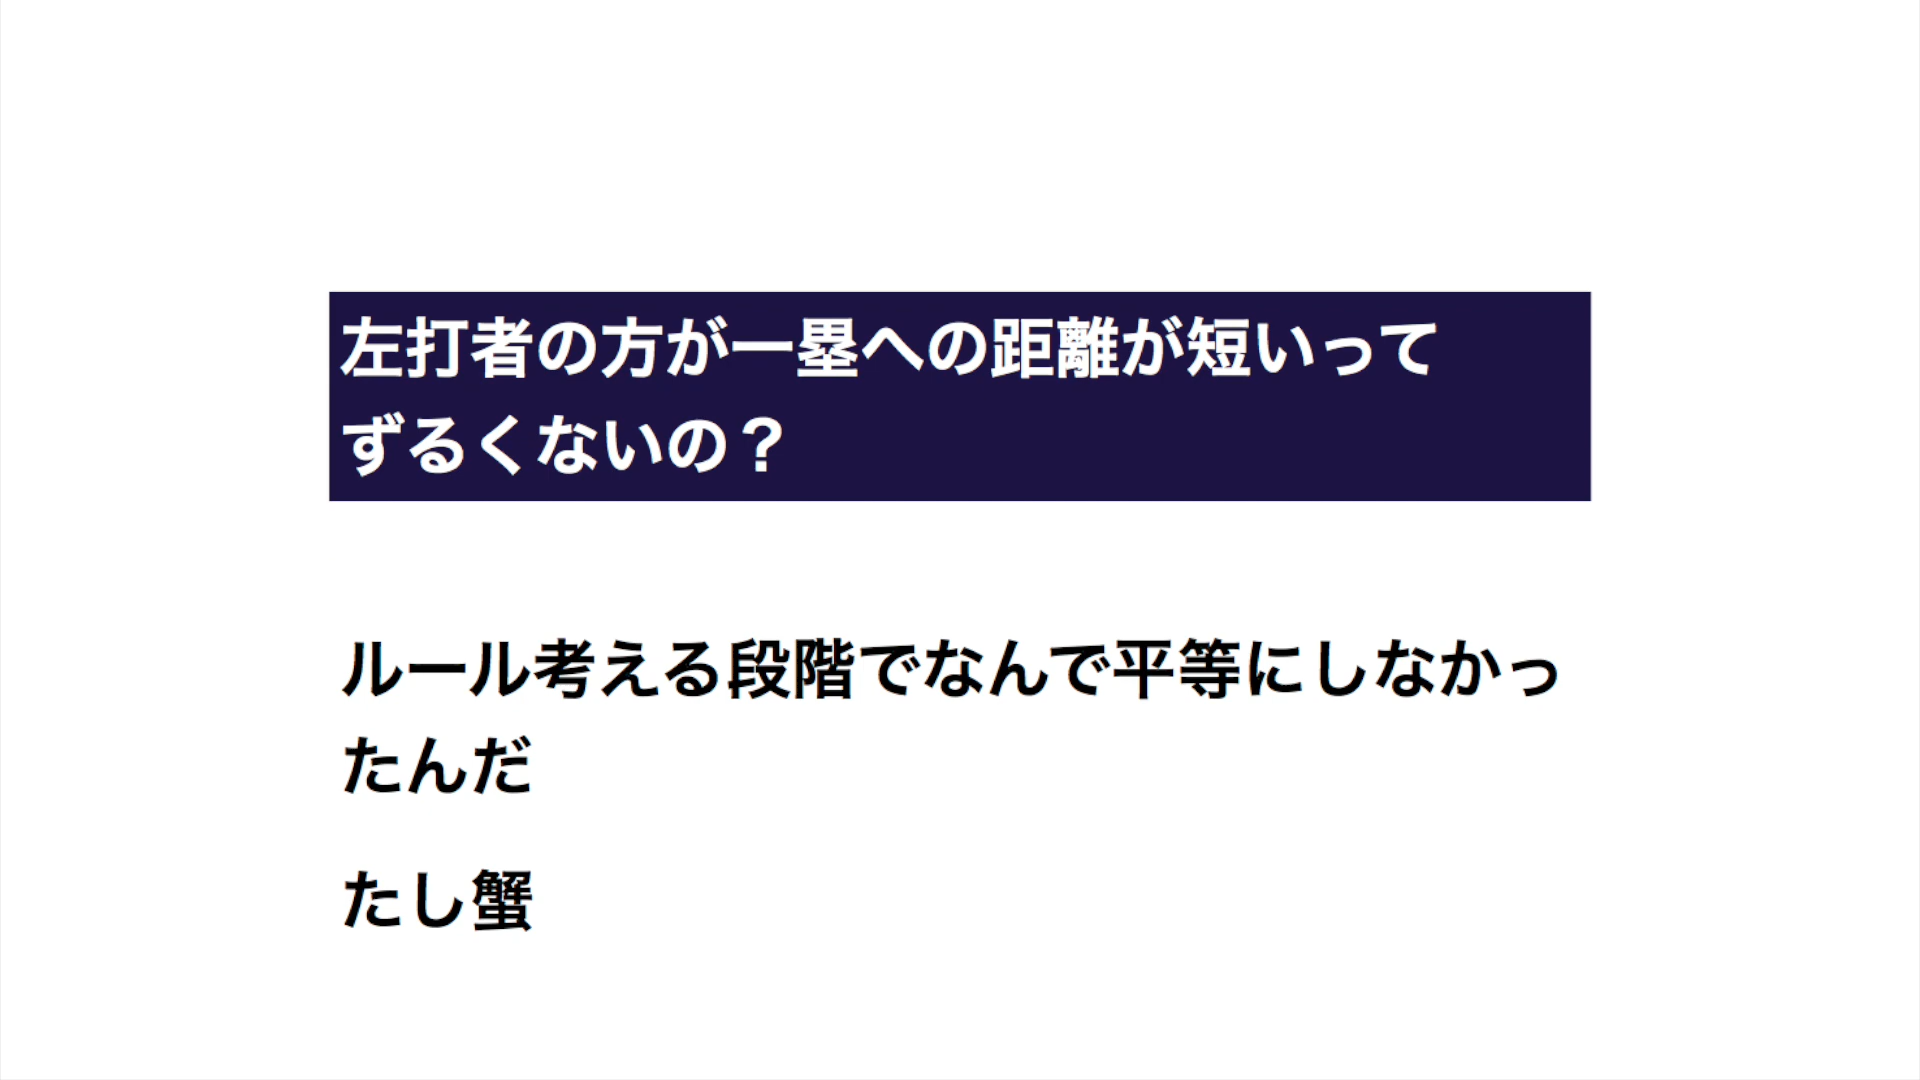 左打者の方が一塁への距離が短いって
ずるくないの？
ルール考える段階でなんで平等にしなかっ
たんだ
たし蟹